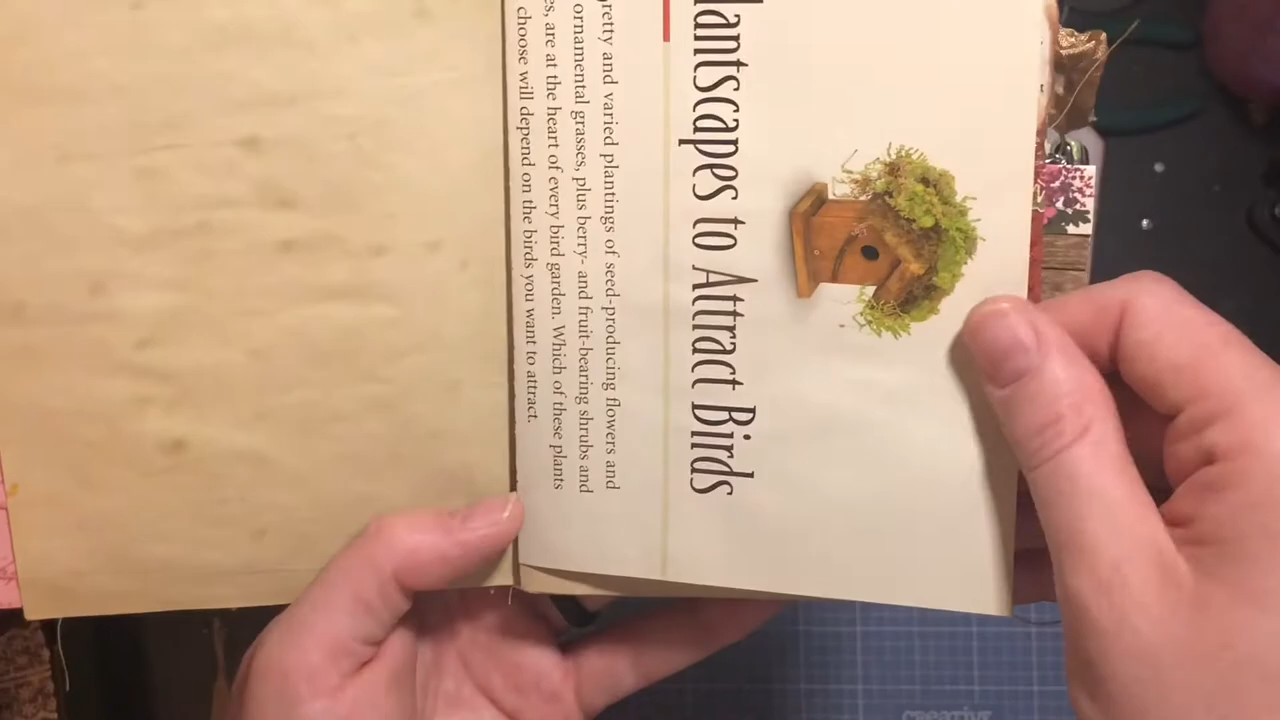 lantscapes to Attract Birds
retty and varied plantings of seed-producing flowers and
ornamental grasses, plus berry- and fruit-bearing shrubs and
es, are at the heart of every bird garden. Which of these plants
choose will depend on the birds you want to attract.
creative